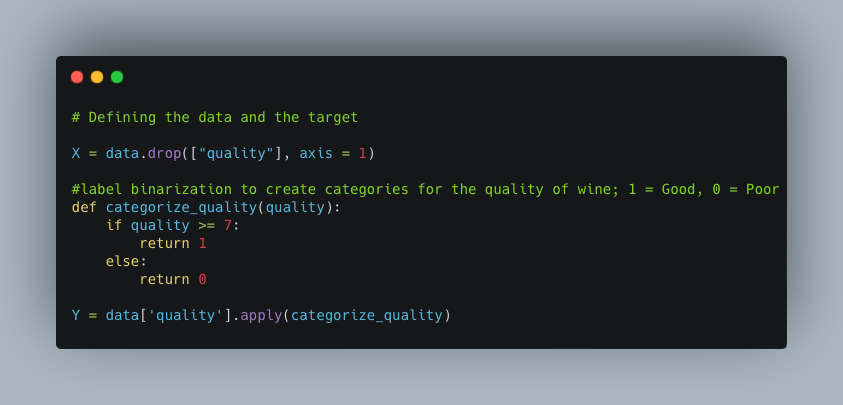 # Defining the data and the target
X = data.drop(["quality"], axis = 1)
#label binarization to create categories for the quality of wine; 1 = Good, 0 = Poor
def categorize_quality(quality):
    if quality >= 7:
        return 1
    else:
        return 0
Y = data['quality'].apply(categorize_quality)